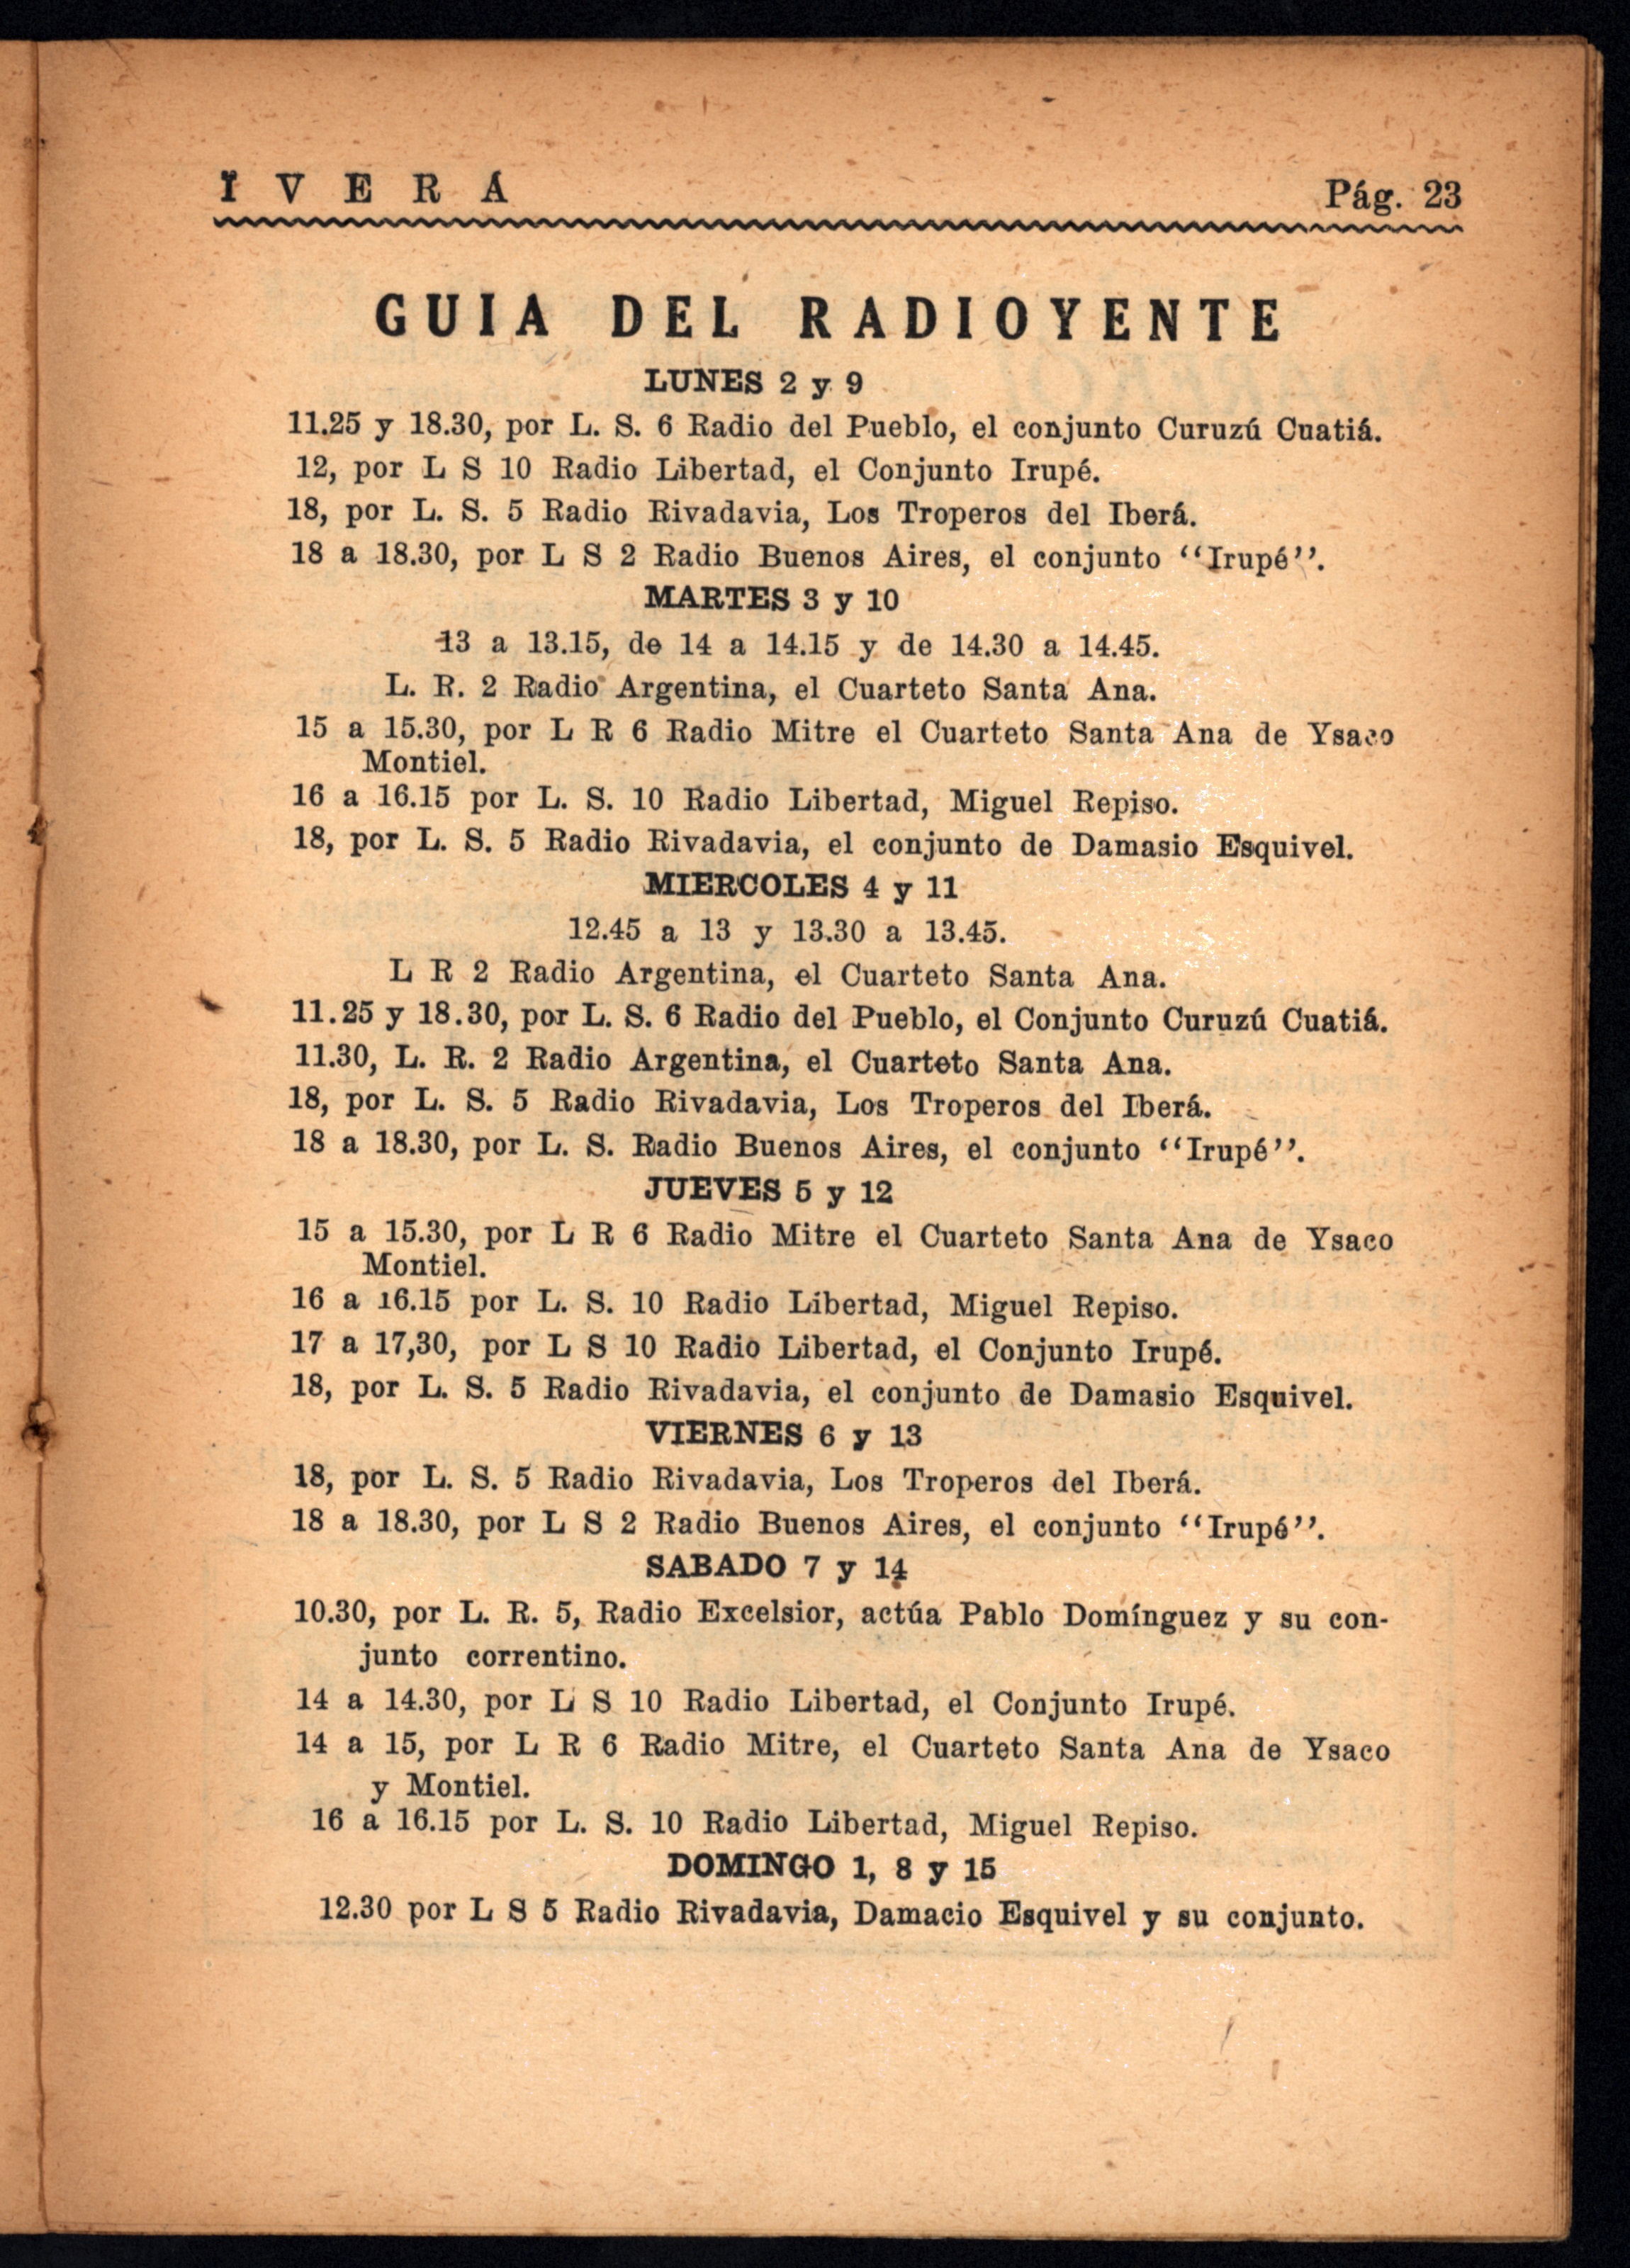 Ï V E R Á
Pág. 23
GUIA DEL RADIOYENTE
LUNES 2 y 9
11.25 y 18.30, por L. S. 6 Radio del Pueblo, el conjunto Curuzú Cuatiá.
12, por L S 10 Radio Libertad, el Conjunto Irupé.
18, por L. S. 5 Radio Rivadavia, Los Troperos del Iberá.
18 a 18.30, por L S 2 Radio Buenos Aires, el conjunto "Irupé".
MARTES 3 y 10
13 a 13.15, de 14 a 14.15 y de 14.30 a 14.45.
L. R. 2 Radio Argentina, el Cuarteto Santa Ana.
15 a 15.30, por L R 6 Radio Mitre el Cuarteto Santa Ana de Ysaco
Montiel.
16 a 16.15 por L. S. 10 Radio Libertad, Miguel Repiso.
18, por L. S. 5 Radio Rivadavia, el conjunto de Damasio Esquivel.
MIERCOLES 4 y 11
12.45 a 13 y 13.30 a 13.45.
L R 2 Radio Argentina, el Cuarteto Santa Ana.
11.25 y 18.30, por L. S. 6 Radio del Pueblo, el Conjunto Curuzú Cuatiá.
11.30, L. R. 2 Radio Argentina, el Cuarteto Santa Ana.
18, por L. S. 5 Radio Rivadavia, Los Troperos del Iberá.
18 a 18.30, por L. S. Radio Buenos Aires, el conjunto "Irupé".
JUEVES 5 y 12
15 a 15.30, por L R 6 Radio Mitre el Cuarteto Santa Ana de Ysaco
Montiel.
16 a 16.15 por L. S. 10 Radio Libertad, Miguel Repiso.
17 a 17,30, por L S 10 Radio Libertad, el Conjunto Irupé.
18, por L. S. 5 Radio Rivadavia, el conjunto de Damasio Esquivel.
VIERNES 6 y 13
18, por L. S. 5 Radio Rivadavia, Los Troperos del Iberá.
18 a 18.30, por L S 2 Radio Buenos Aires, el conjunto "Irupé".
SABADO 7 y 14
10.30, por L. R. 5, Radio Excelsior, actúa Pablo Domínguez y su con-
junto correntino.
14 a 14.30, por L S 10 Radio Libertad, el Conjunto Irupé.
14 a 15, por L R 6 Radio Mitre, el Cuarteto Santa Ana de Ysaco
y Montiel.
16 a 16.15 por L. S. 10 Radio Libertad, Miguel Repiso.
DOMINGO 1, 8 y 15
12.30 por L S 5 Radio Rivadavia, Damacio Esquivel y su conjunto.